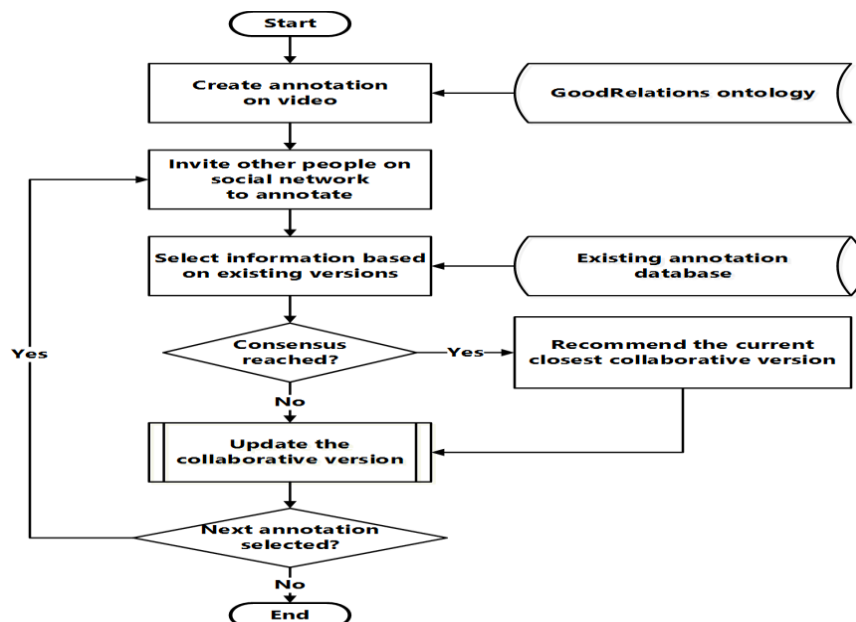 Start
Create annotation
on video
GoodRelations ontology
Invite other people on
social network
to annotate
Select information based
on existing versions
Existing annotation
database
Consensus
reached?
Yes
Recommend the current
closest collaborative version
Yes
No
Update the
collaborative version
Next annotation
selected?
No
End